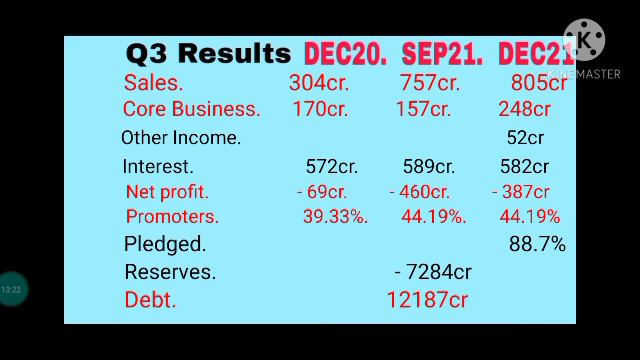 Q3 Results DEC20. SEP21. DEC21
Sales. 304cr. 757cr. 805cr
Core Business. 170cr. 157cr. 248cr
Other Income. 52cr
Interest. 572cr. 589cr. 582cr
Net profit. - 69cr. - 460cr. - 387cr
Promoters. 39.33%. 44.19%. 44.19%
Pledged. 88.7%
Reserves. - 7284cr
Debt. 12187cr
KINEMASTER
13:22